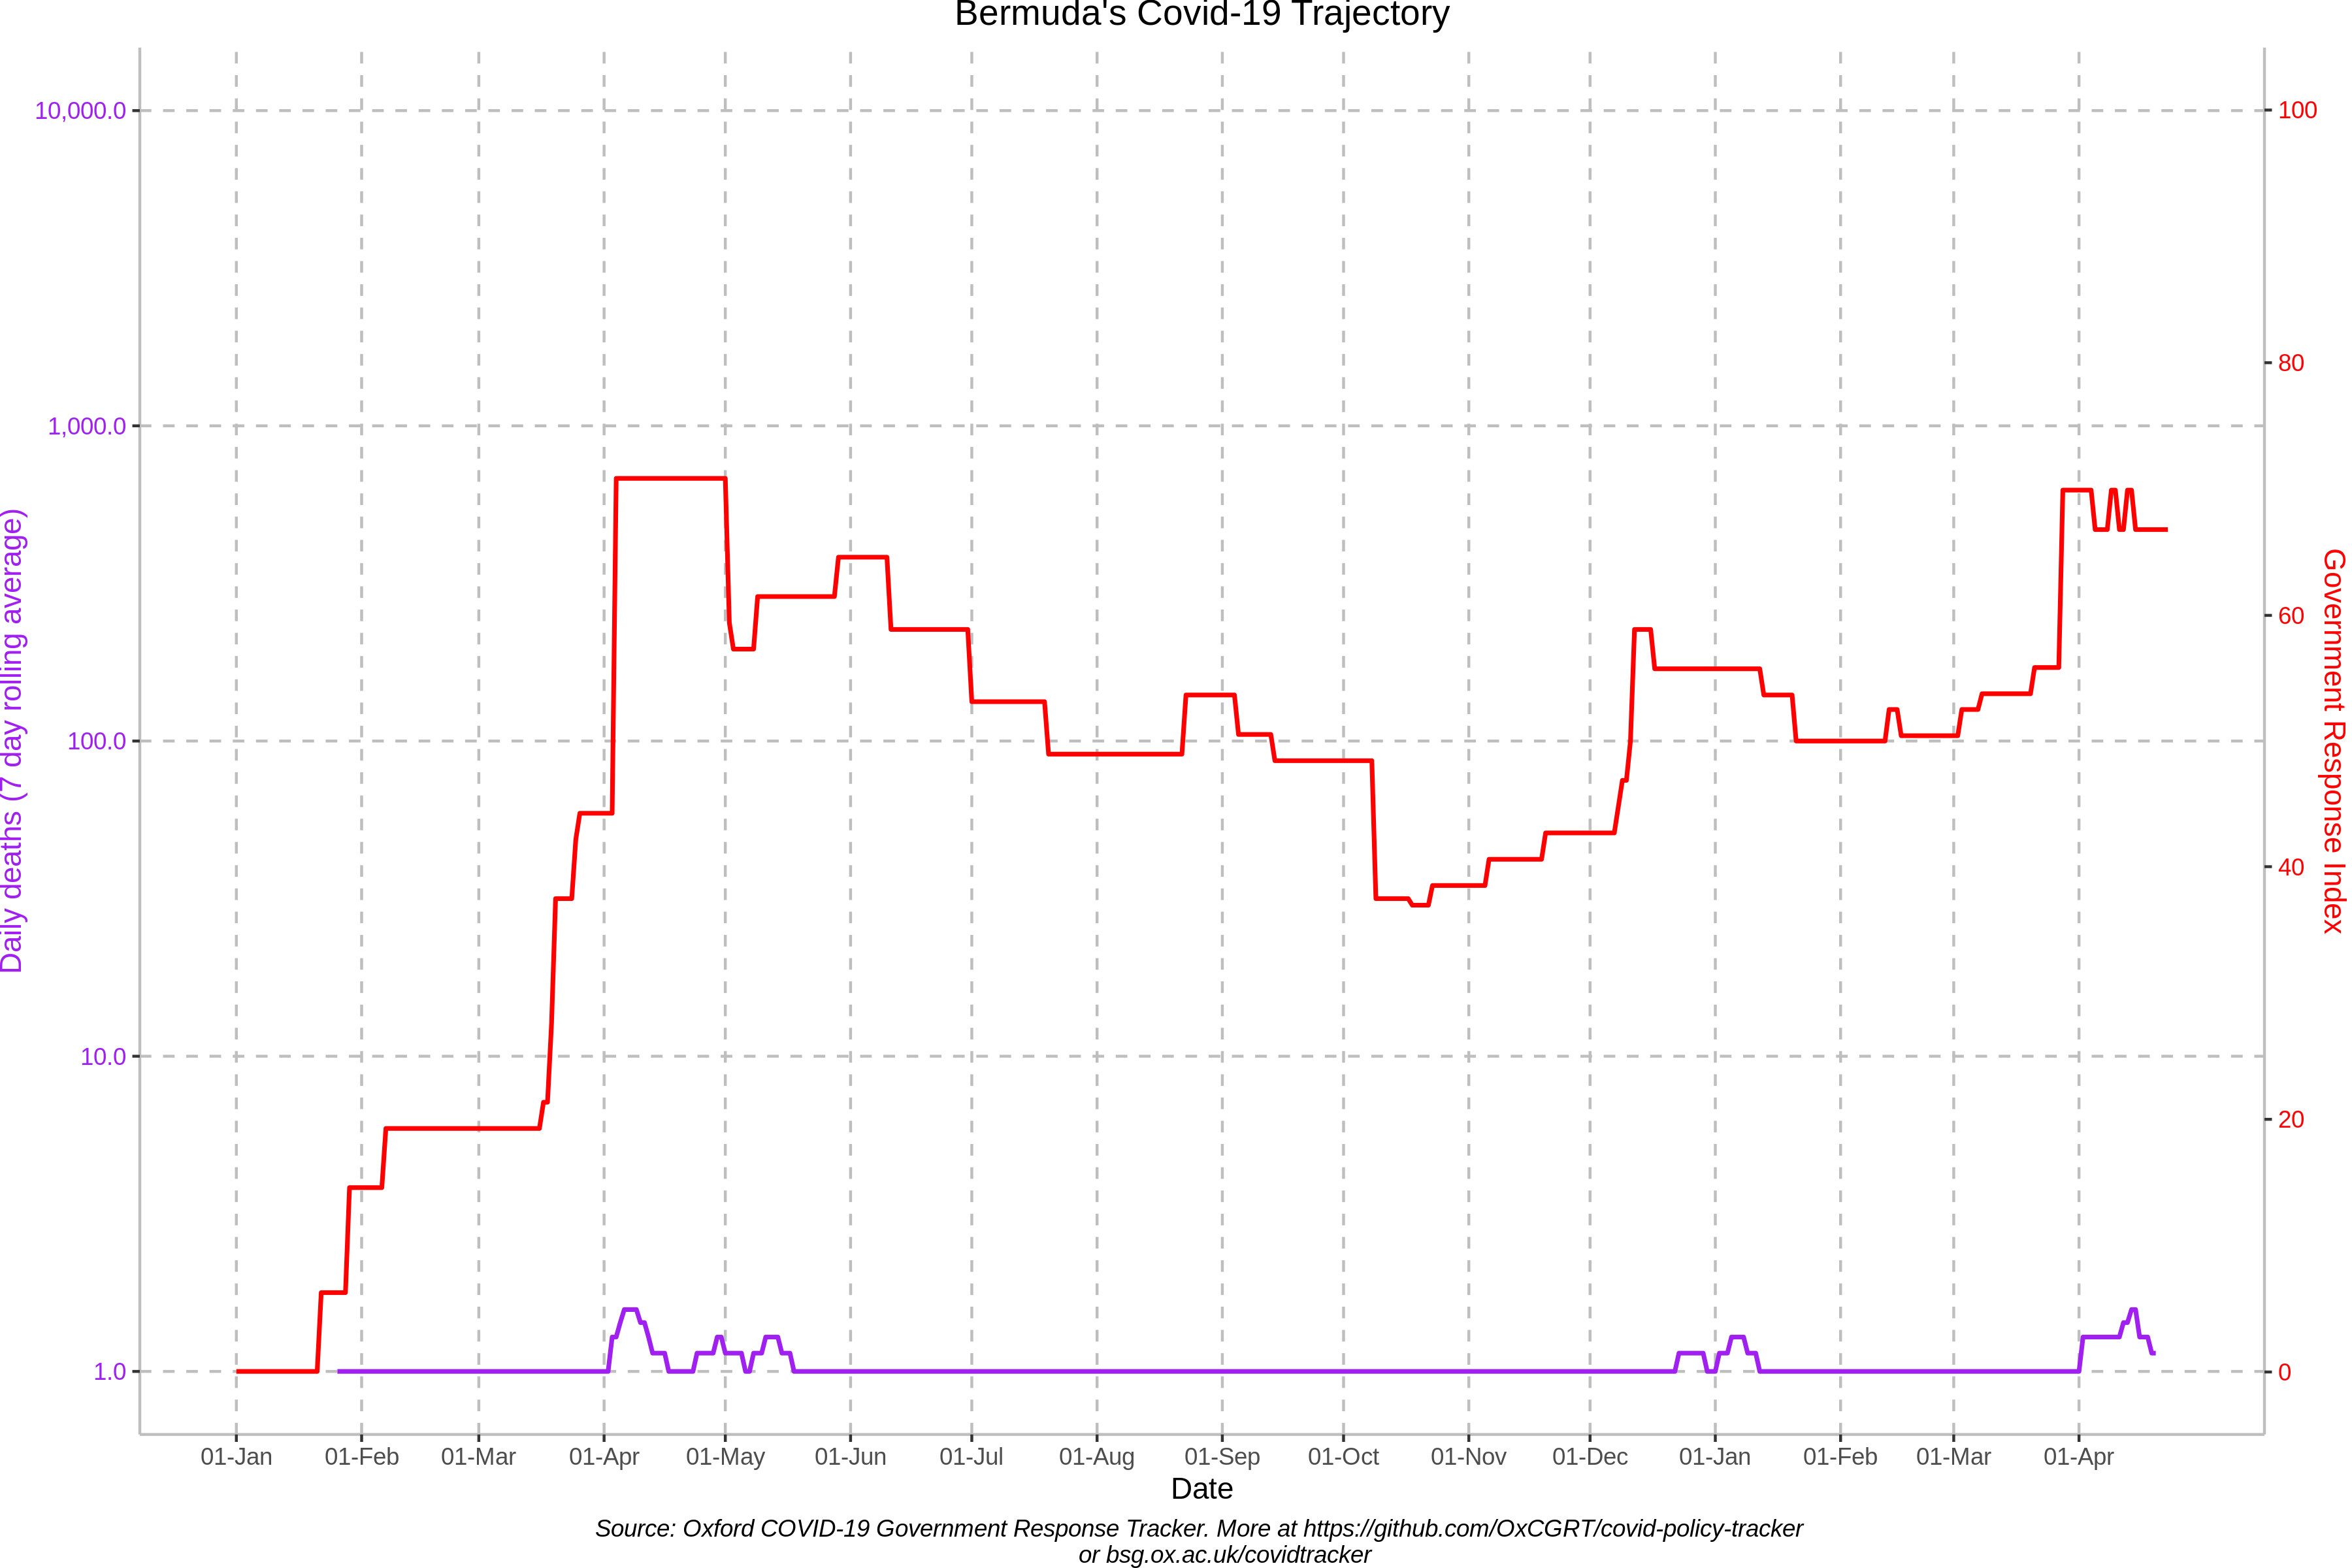 Bermuda's Covid-19 Trajectory
10,000.0
1,000.0
100.0
10.0
1.0
Daily deaths (7 day rolling average)
100
80
60
40
20
0
Government Response Index
01-Jan 01-Feb 01-Mar 01-Apr 01-May 01-Jun 01-Jul 01-Aug 01-Sep 01-Oct 01-Nov 01-Dec 01-Jan 01-Feb 01-Mar 01-Apr
Date
Source: Oxford COVID-19 Government Response Tracker. More at https://github.com/OxCGRT/covid-policy-tracker
or bsg.ox.ac.uk/covidtracker